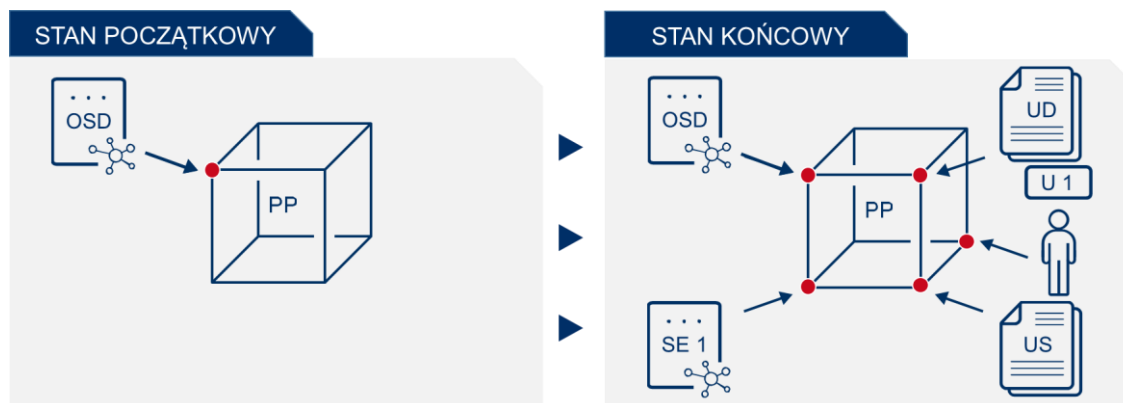 STAN POCZĄTKOWY
OSD
PP
STAN KOŃCOWY
OSD
UD
U 1
PP
SE 1
US